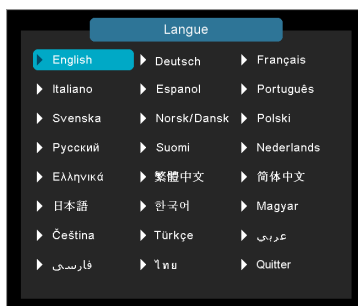 Langue
English Deutsch Français
Italiano Espanol Português
Svenska Norsk/Dansk Polski
Русский Suomi Nederlands
Ελληνικά 繁體中文 简体中文
日本語 한국어 Magyar
Čeština Türkçe عربي
فارسی ไทย Quitter